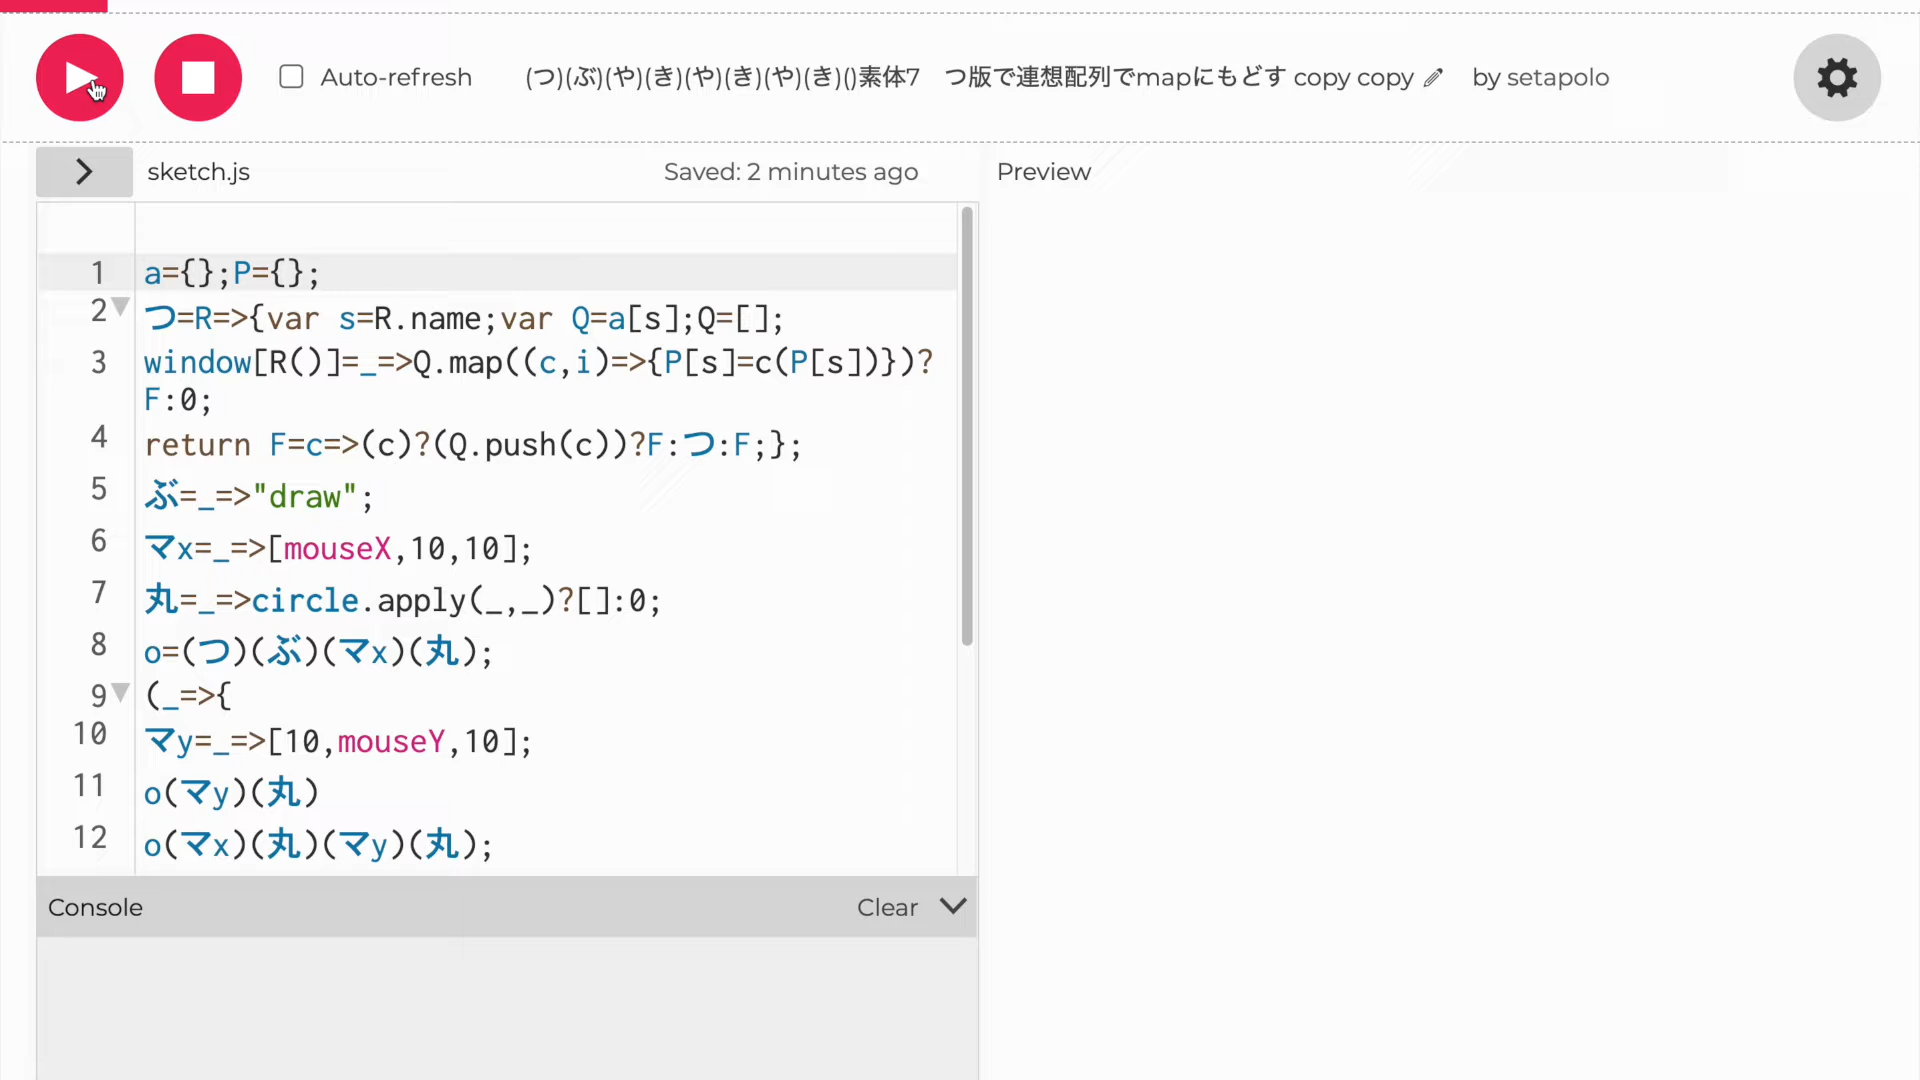 Auto-refresh
(つ)(ぶ)(や)(き)(や)(き)(や)(き)()素体7　つ版で連想配列でmapにもどす copy copy
by setapolo
sketch.js
Saved: 2 minutes ago
Preview
1 a={};P={};
2 つ=R=>{var s=R.name;var Q=a[s];Q=[];
3 window[R()]=_=>Q.map((c,i)=>{P[s]=c(P[s])})?
F:0;
4 return F=c=>(c)?(Q.push(c))?F:つ:F;};
5 ぶ=_=>"draw";
6 マx=_=>[mouseX,10,10];
7 丸=_=>circle.apply(_,_)?[]:0;
8 o=(つ)(ぶ)(マx)(丸);
9 (_=>{
10 マy=_=>[10,mouseY,10];
11 o(マy)(丸)
12 o(マx)(丸)(マy)(丸);
Console
Clear